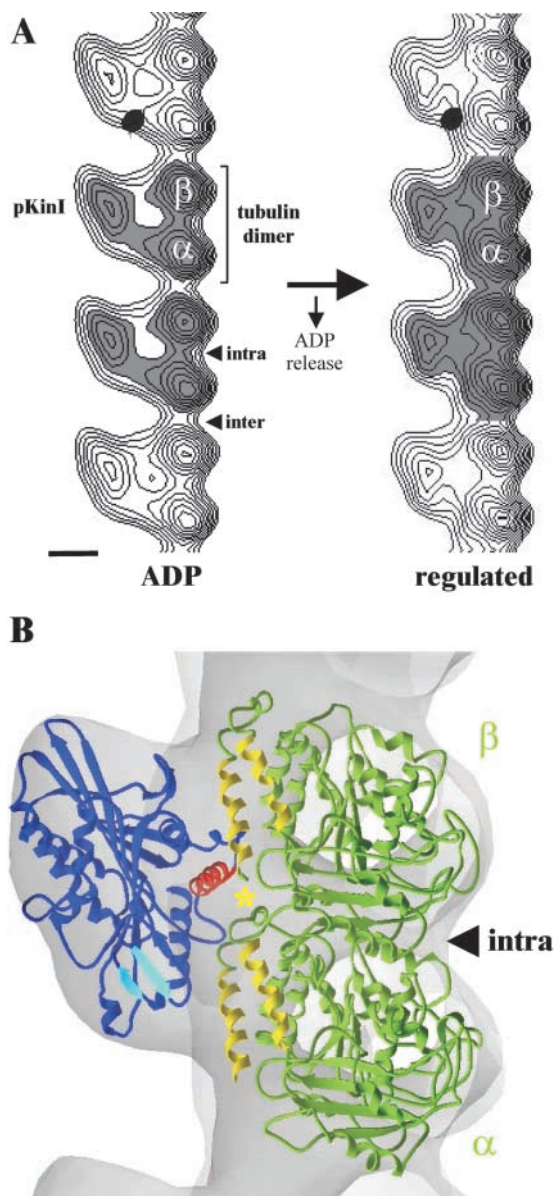 A
pKinI
β
α
tubulin
dimer
intra
inter
ADP
release
β
α
ADP
regulated
B
β
intra
α